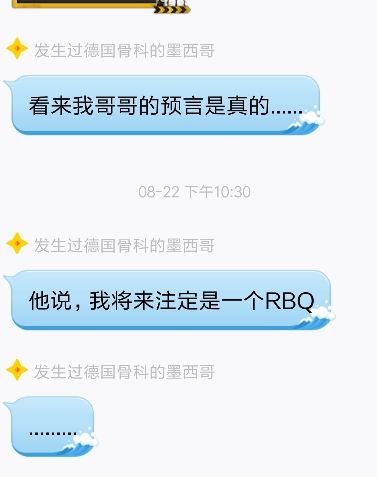 发生过德国骨科的墨西哥
看来我哥哥的预言是真的......
08-22 下午10:30
发生过德国骨科的墨西哥
他说，我将来注定是一个RBQ
发生过德国骨科的墨西哥
.........